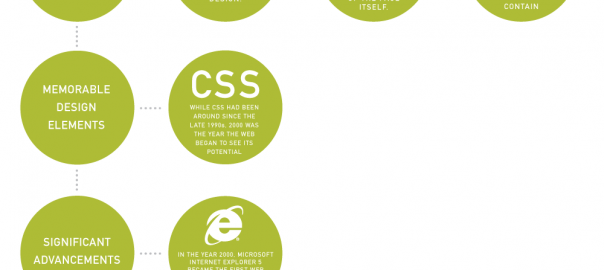 ITSELF.
CONTAIN
MEMORABLE
DESIGN
ELEMENTS
CSS
WHILE CSS HAD BEEN
AROUND SINCE THE
LATE 1990s, 2000 WAS
THE YEAR THE WEB
BEGAN TO SEE ITS
POTENTIAL.
SIGNIFICANT
ADVANCEMENTS
IN THE YEAR 2000, MICROSOFT
INTERNET EXPLORER 5
BECAME THE FIRST WEB